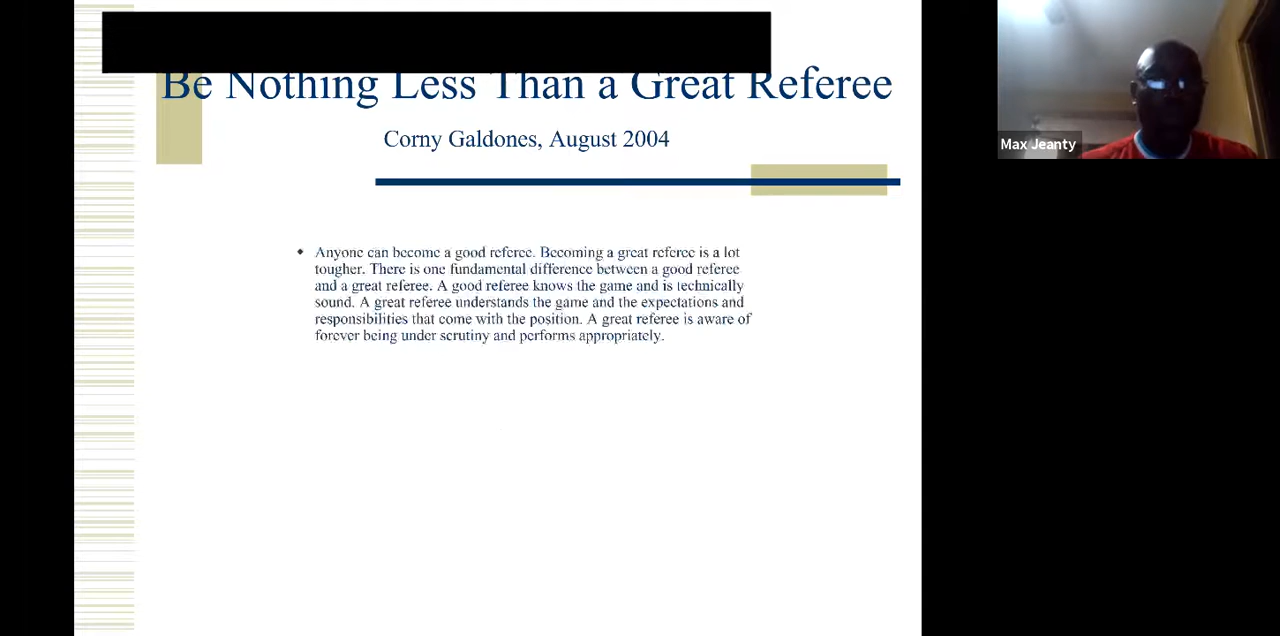 Be Nothing Less Than a Great Referee
Corny Galdones, August 2004
Anyone can become a good referee. Becoming a great referee is a lot
tougher. There is one fundamental difference between a good referee
and a great referee. A good referee knows the game and is technically
sound. A great referee understands the game and the expectations and
responsibilities that come with the position. A great referee is aware of
forever being under scrutiny and performs appropriately.
Max Jeanty